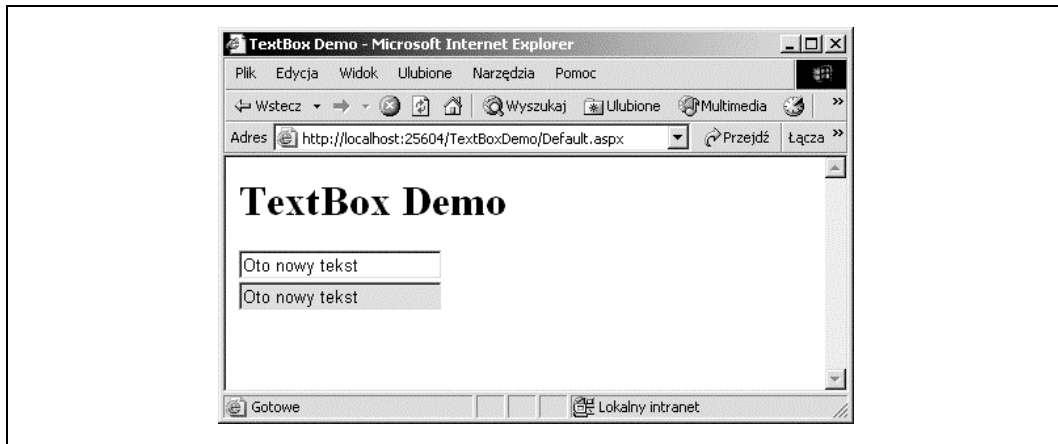 TextBox Demo - Microsoft Internet Explorer
Plik Edycja Widok Ulubione Narzędzia Pomoc
Wstecz Wyszukaj Ulubione Multimedia »
Adres http://localhost:25604/TextBoxDemo/Default.aspx Przejdź Łącza »
TextBox Demo
Oto nowy tekst
Oto nowy tekst
Gotowe Lokalny intranet